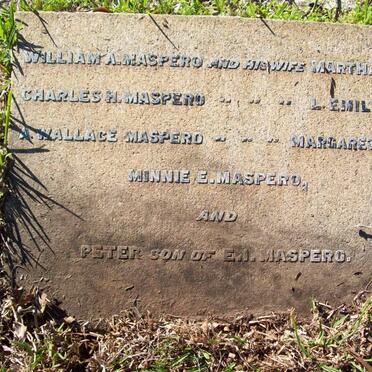 WILLIAM A. MASPERO AND HIS WIFE MARTHA
CHARLES H. MASPERO " " " L. EMIL
A WALLACE MASPERO " " " MARGARET
MINNIE E. MASPERO,
AND
PETER SON OF E.I. MASPERO.